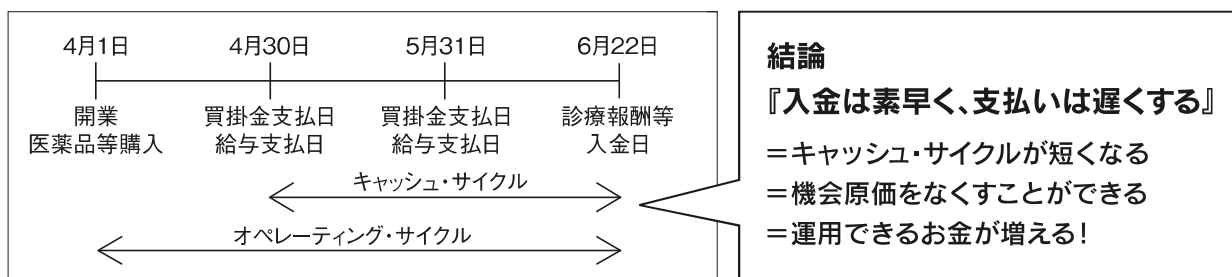 4月1日 4月30日 5月31日 6月22日
開業 買掛金支払日 買掛金支払日 診療報酬等
医薬品等購入 給与支払日 給与支払日 入金日
キャッシュ・サイクル
オペレーティング・サイクル
結論
『入金は素早く、支払いは遅くする』
＝キャッシュ・サイクルが短くなる
＝機会原価をなくすことができる
＝運用できるお金が増える！